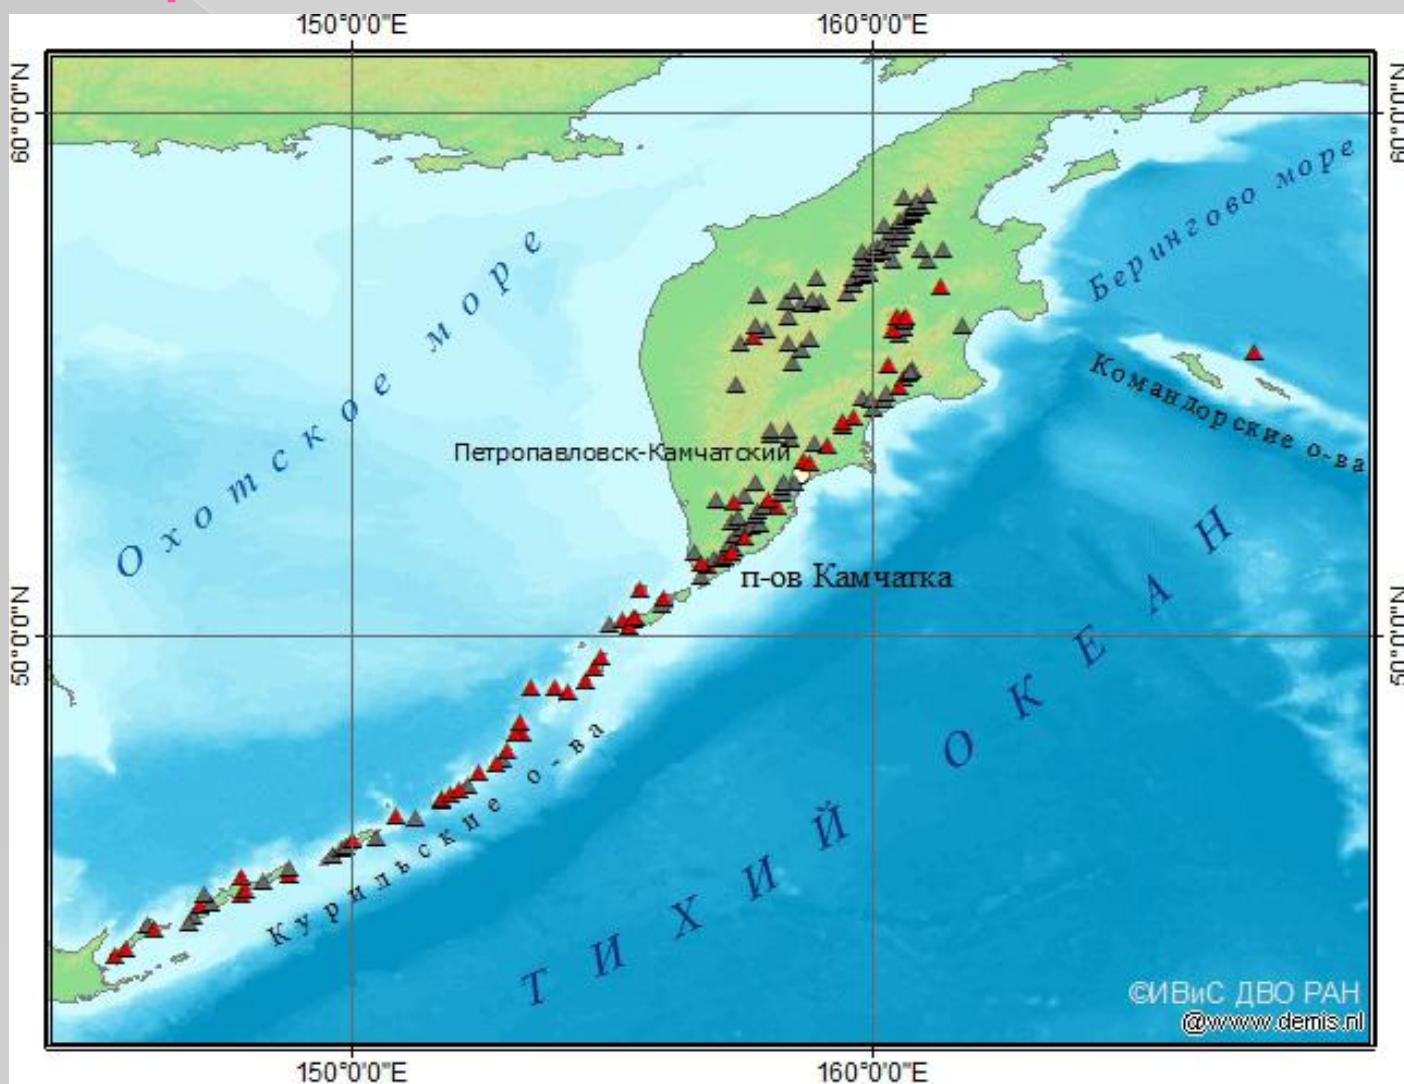 150°0'0"E 160°0'0"E
60°0'0"N 60°0'0"N
Берингово море
Охотское море
Командорские о-ва
Петропавловск-Камчатский
п-ов Камчатка
50°0'0"N 50°0'0"N
Курильские о-ва
ТИХИЙ ОКЕАН
©ИВиС ДВО РАН
@www.demis.nl
150°0'0"E 160°0'0"E